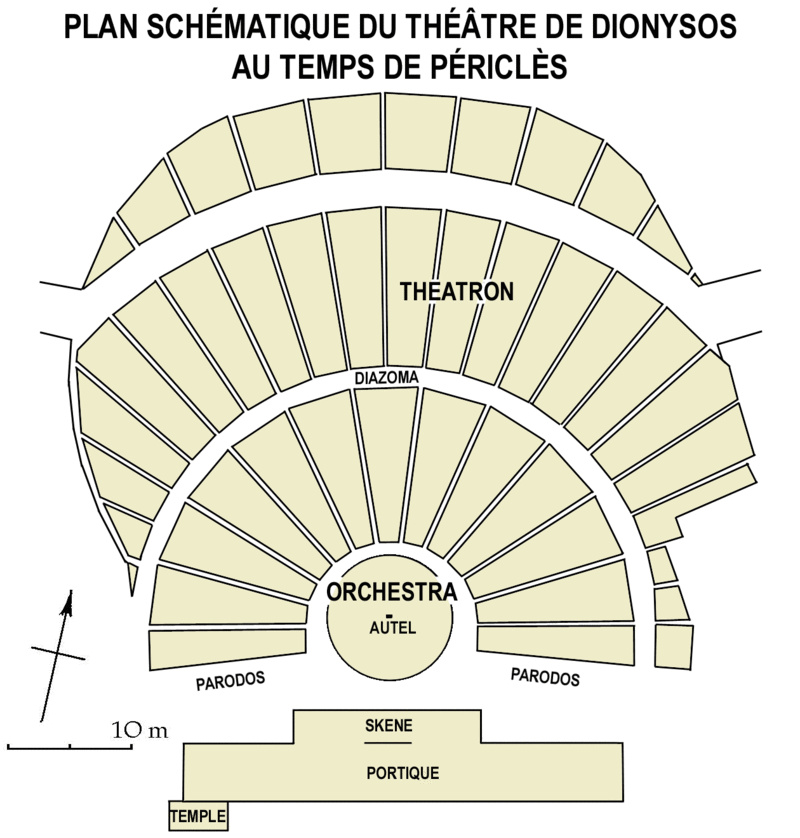 PLAN SCHÉMATIQUE DU THÉÂTRE DE DIONYSOS
AU TEMPS DE PÉRICLÈS
THEATRON
DIAZOMA
ORCHESTRA
AUTEL
PARODOS
PARODOS
10 m
SKENE
PORTIQUE
TEMPLE